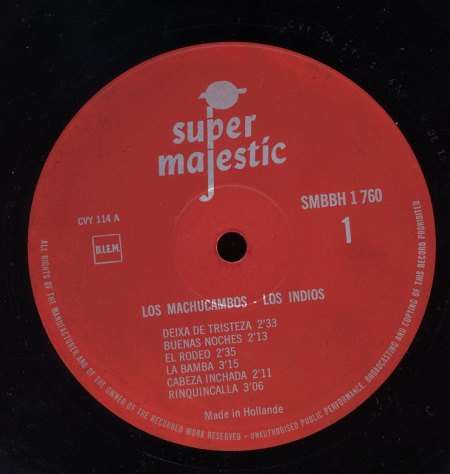 super
majestic
SMBBH 1 760
1
CVY 114 A
B.I.E.M.
LOS MACHUCAMBOS - LOS INDIOS
DEIXA DE TRISTEZA 2'33
BUENAS NOCHES 2'13
EL RODEO 2'35
LA BAMBA 3'15
CABEZA INCHADA 2'11
RINQUINCALLA 3'06
Made in Hollande
ALL RIGHTS OF THE MANUFACTURER AND OF THE OWNER OF THE RECORDED WORK RESERVED - UNAUTHORISED PUBLIC PERFORMANCE, BROADCASTING AND COPYING OF THIS RECORD PROHIBITED